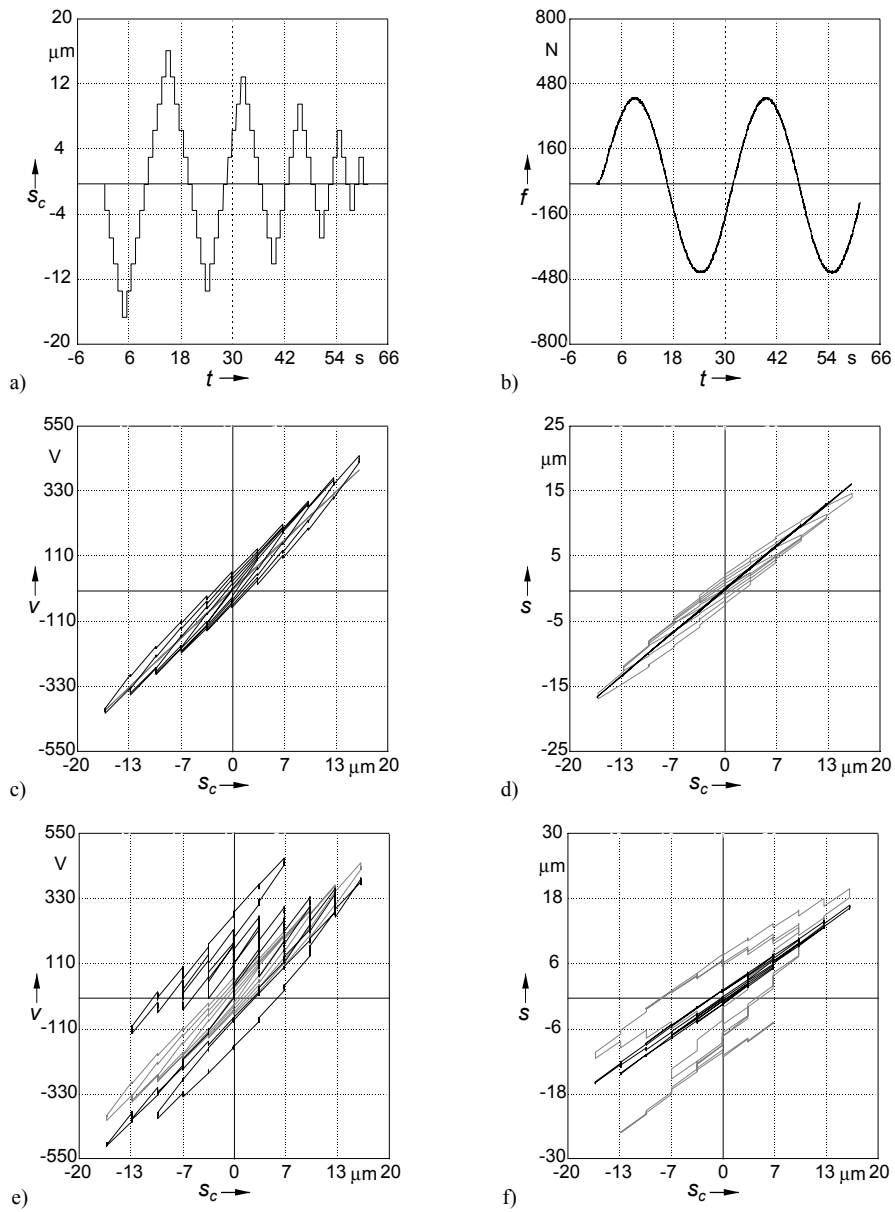 20
μm
12
4
s_c
-4
-12
-20
-6 6 18 30 42 54 s 66
t
a)
800
N
480
160
f
-160
-480
-800
-6 6 18 30 42 54 s 66
t
b)
550
V
330
110
v
-110
-330
-550
-20 -13 -7 0 7 13 μm 20
s_c
c)
25
μm
15
5
s
-5
-15
-25
-20 -13 -7 0 7 13 μm 20
s_c
d)
550
V
330
110
v
-110
-330
-550
-20 -13 -7 0 7 13 μm 20
s_c
e)
30
μm
18
6
s
-6
-18
-30
-20 -13 -7 0 7 13 μm 20
s_c
f)